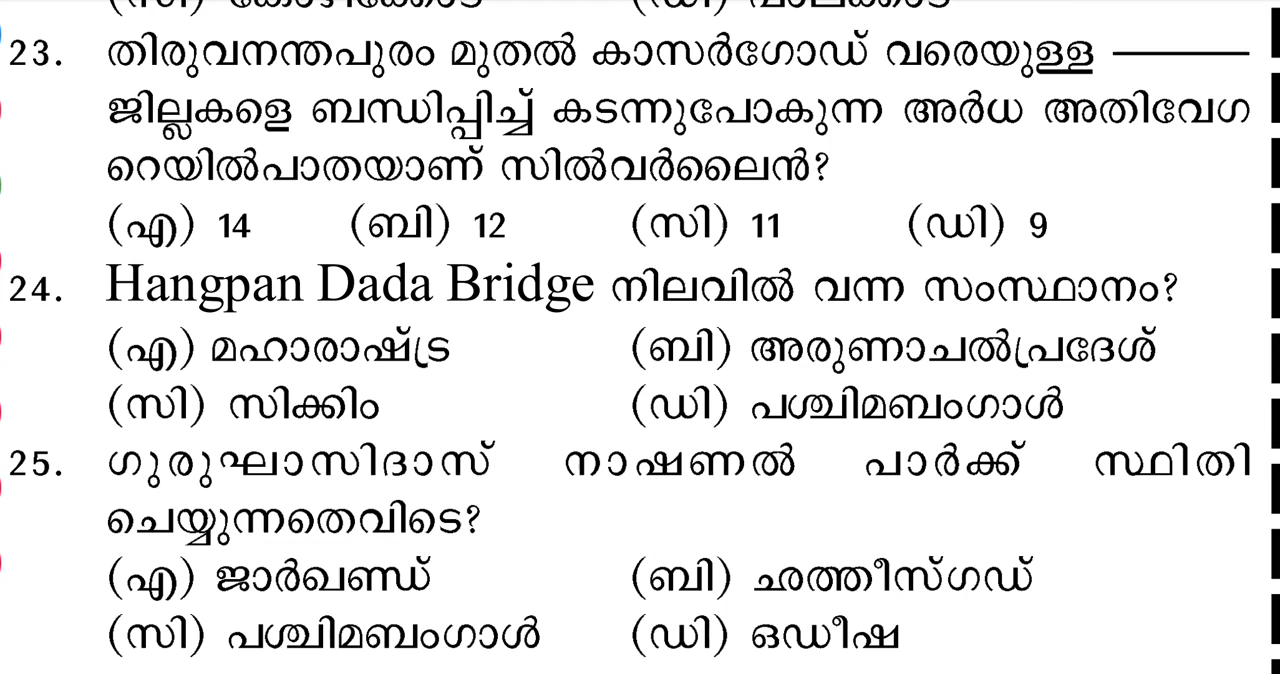 23. തിരുവനന്തപുരം മുതൽ കാസർഗോഡ് വരെയുള്ള ———
ജില്ലകളെ ബന്ധിപ്പിച്ച് കടന്നുപോകുന്ന അർധ അതിവേഗ
റെയിൽപാതയാണ് സിൽവർലൈൻ?
(എ) 14 (ബി) 12 (സി) 11 (ഡി) 9
24. Hangpan Dada Bridge നിലവിൽ വന്ന സംസ്ഥാനം?
(എ) മഹാരാഷ്ട്ര (ബി) അരുണാചൽപ്രദേശ്
(സി) സിക്കിം (ഡി) പശ്ചിമബംഗാൾ
25. ഗുരുഘാസിദാസ് നാഷണൽ പാർക്ക് സ്ഥിതി
ചെയ്യുന്നതെവിടെ?
(എ) ജാർഖണ്ഡ് (ബി) ഛത്തീസ്ഗഡ്
(സി) പശ്ചിമബംഗാൾ (ഡി) ഒഡീഷ